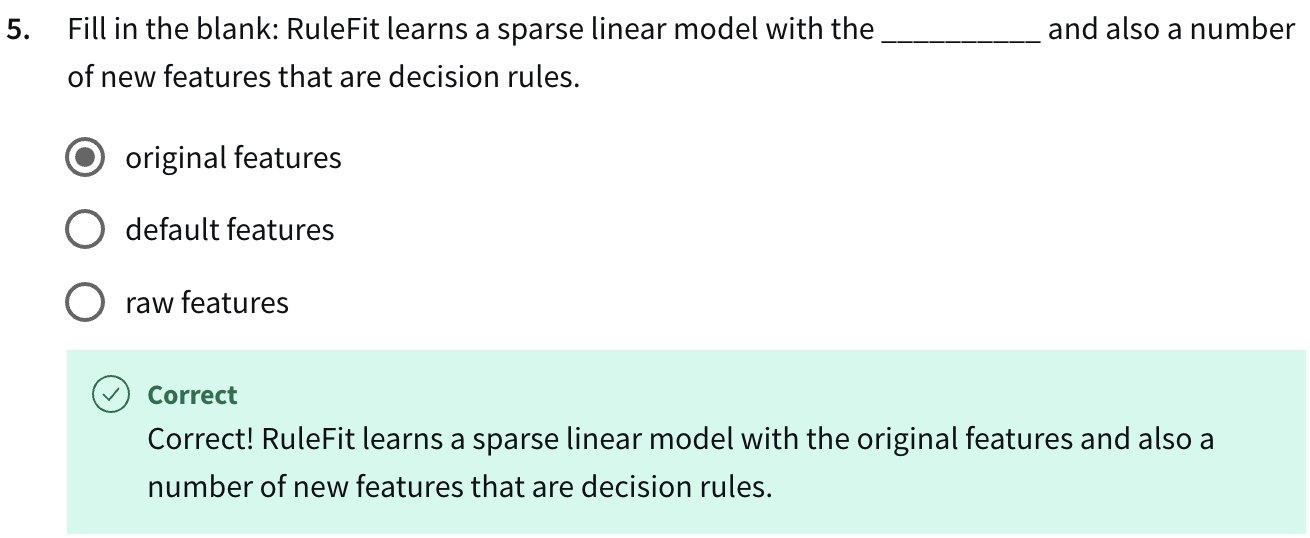 5. Fill in the blank: RuleFit learns a sparse linear model with the __________ and also a number
of new features that are decision rules.
original features
default features
raw features
Correct
Correct! RuleFit learns a sparse linear model with the original features and also a
number of new features that are decision rules.